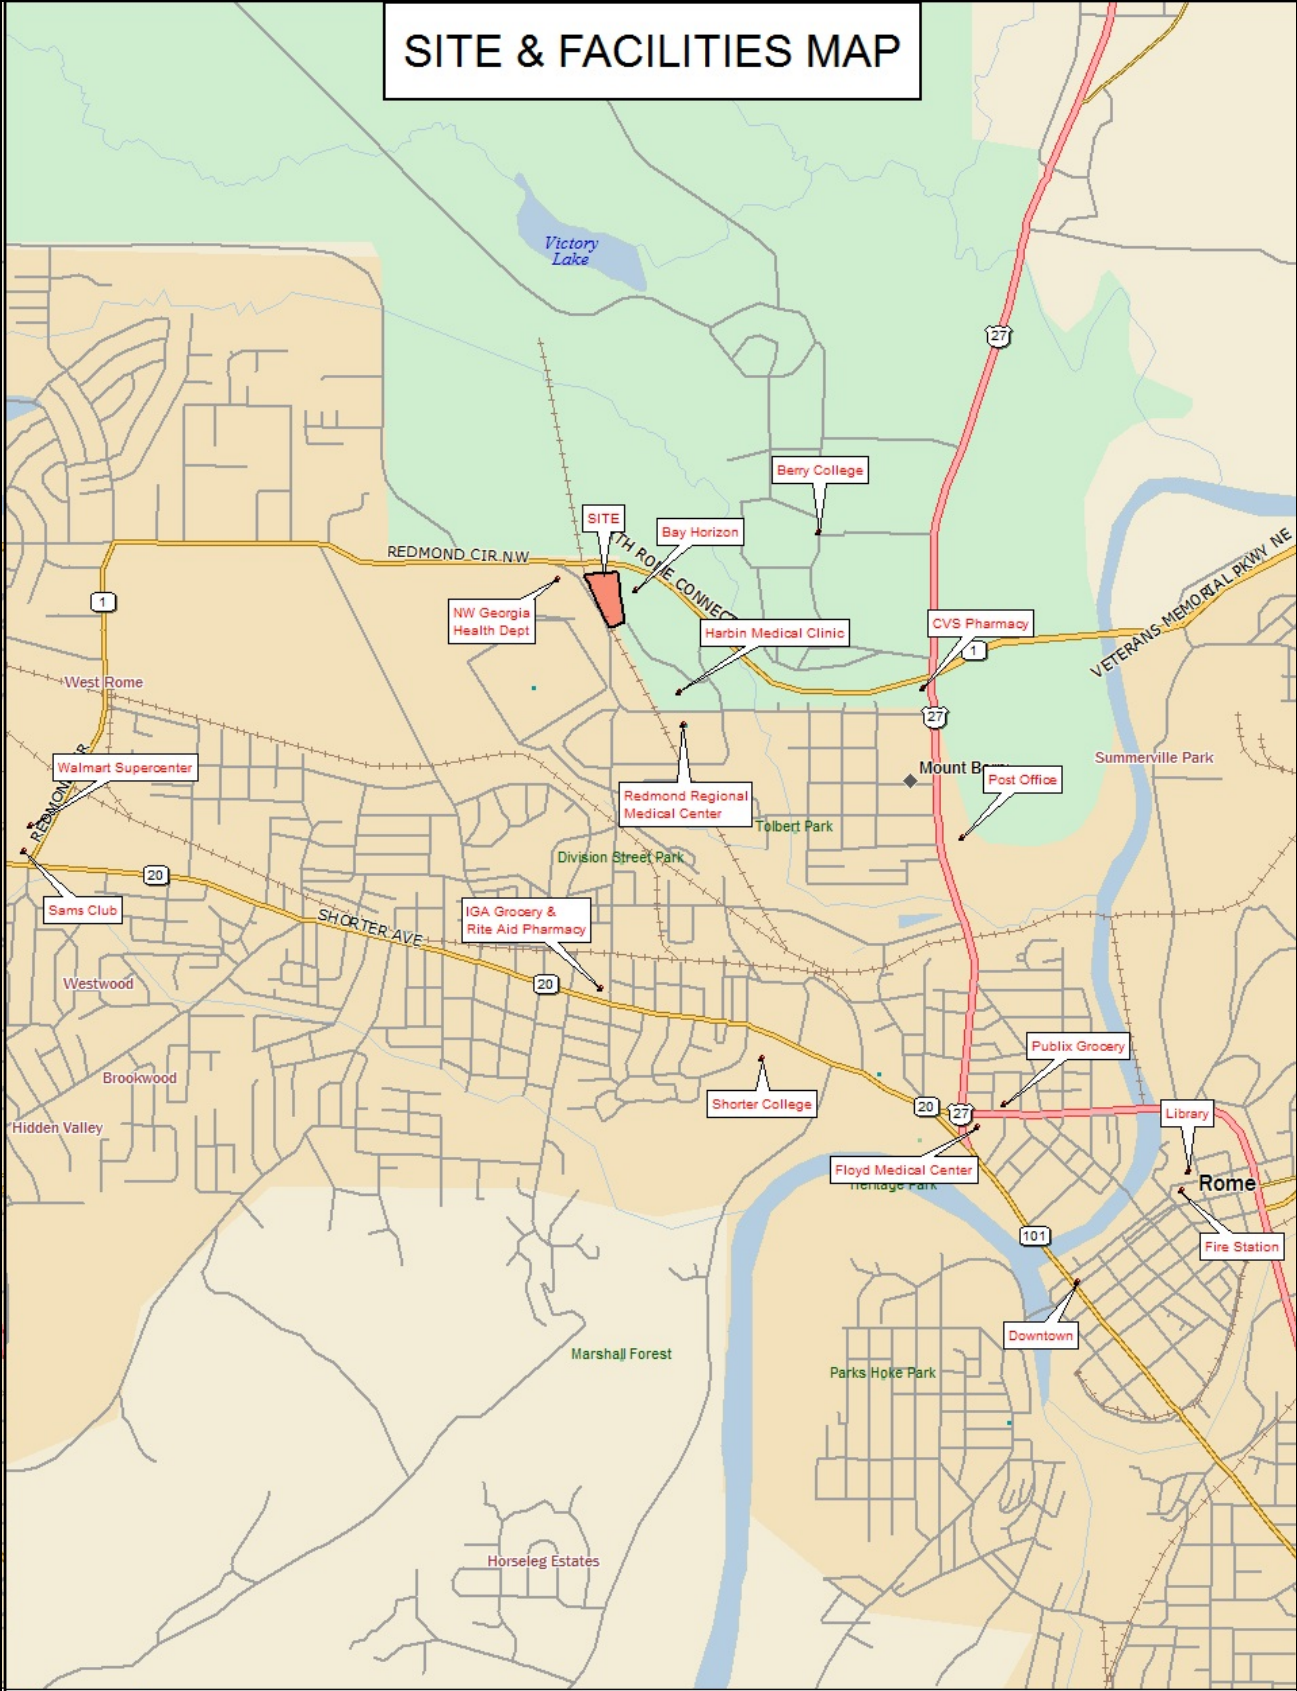 SITE & FACILITIES MAP
Victory
Lake
27
Berry College
SITE
Bay Horizon
REDMOND CIR NW
TH ROME CONNEC
VETERANS MEMORIAL PKWY NE
1
NW Georgia
Health Dept
Harbin Medical Clinic
CVS Pharmacy
1
West Rome
27
Walmart Supercenter
REDMON
R
Mount Be
Post Office
Summerville Park
Redmond Regional
Medical Center
Tolbert Park
Division Street Park
20
Sams Club
SHORTER AVE
IGA Grocery &
Rite Aid Pharmacy
Westwood
20
Publix Grocery
Brookwood
Shorter College
20
27
Library
Hidden Valley
Floyd Medical Center
Heritage Park
Rome
101
Fire Station
Downtown
Marshall Forest
Parks Hoke Park
Horseleg Estates